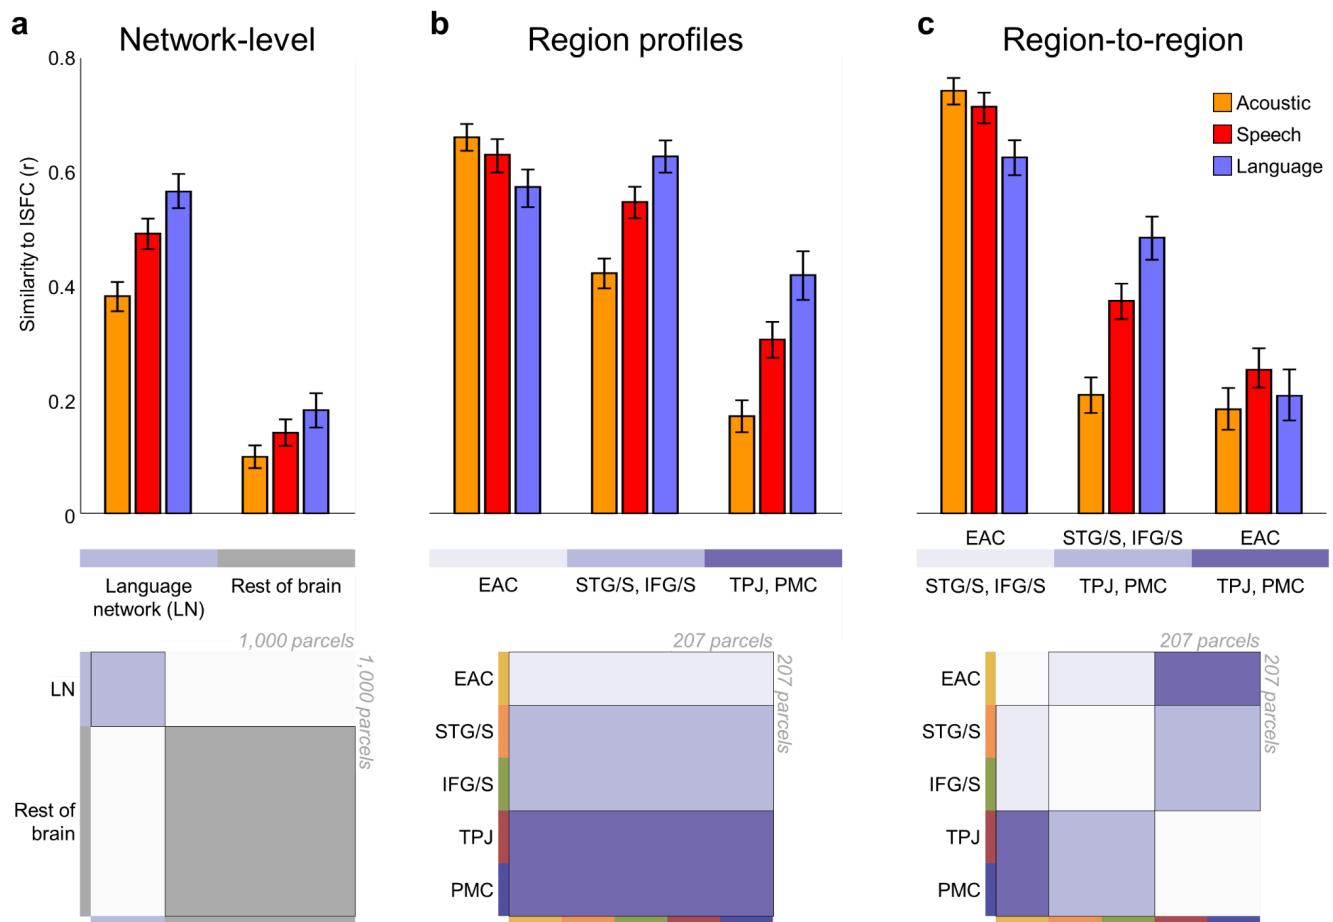 a
Network-level
b
Region profiles
c
Region-to-region
Similarity to ISFC (r)
0.8
0.6
0.4
0.2
0
Acoustic
Speech
Language
Language
network (LN)
Rest of brain
EAC
STG/S, IFG/S
TPJ, PMC
EAC
STG/S, IFG/S
EAC
STG/S, IFG/S
TPJ, PMC
TPJ, PMC
1,000 parcels
1,000 parcels
LN
Rest of
brain
207 parcels
207 parcels
EAC
STG/S
IFG/S
TPJ
PMC
207 parcels
207 parcels
EAC
STG/S
IFG/S
TPJ
PMC